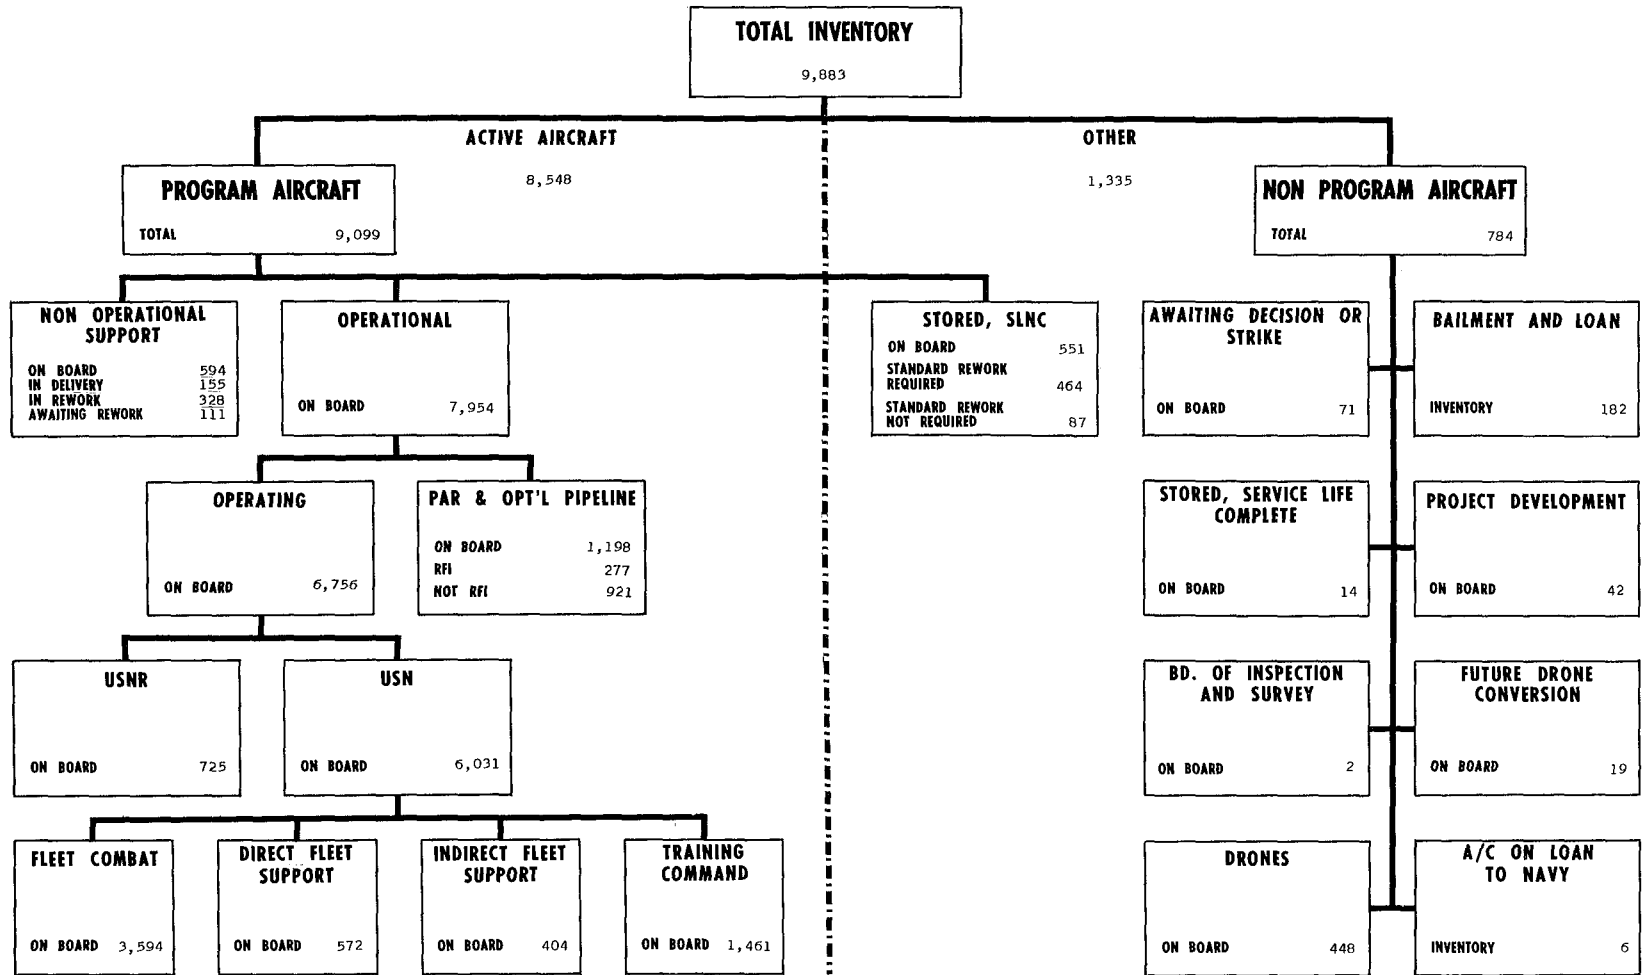 TOTAL INVENTORY
9,883
ACTIVE AIRCRAFT
8,548
OTHER
1,335
PROGRAM AIRCRAFT
TOTAL 9,099
NON PROGRAM AIRCRAFT
TOTAL 784
NON OPERATIONAL
SUPPORT
ON BOARD 594
IN DELIVERY 155
IN REWORK 328
AWAITING REWORK 111
OPERATIONAL
ON BOARD 7,954
STORED, SLNC
ON BOARD 551
STANDARD REWORK
REQUIRED 464
STANDARD REWORK
NOT REQUIRED 87
AWAITING DECISION OR
STRIKE
ON BOARD 71
BAILMENT AND LOAN
INVENTORY 182
OPERATING
ON BOARD 6,756
PAR & OPT'L PIPELINE
ON BOARD 1,198
RFI 277
NOT RFI 921
STORED, SERVICE LIFE
COMPLETE
ON BOARD 14
PROJECT DEVELOPMENT
ON BOARD 42
USNR
ON BOARD 725
USN
ON BOARD 6,031
BD. OF INSPECTION
AND SURVEY
ON BOARD 2
FUTURE DRONE
CONVERSION
ON BOARD 19
FLEET COMBAT
ON BOARD 3,594
DIRECT FLEET
SUPPORT
ON BOARD 572
INDIRECT FLEET
SUPPORT
ON BOARD 404
TRAINING
COMMAND
ON BOARD 1,461
DRONES
ON BOARD 448
A/C ON LOAN
TO NAVY
INVENTORY 6